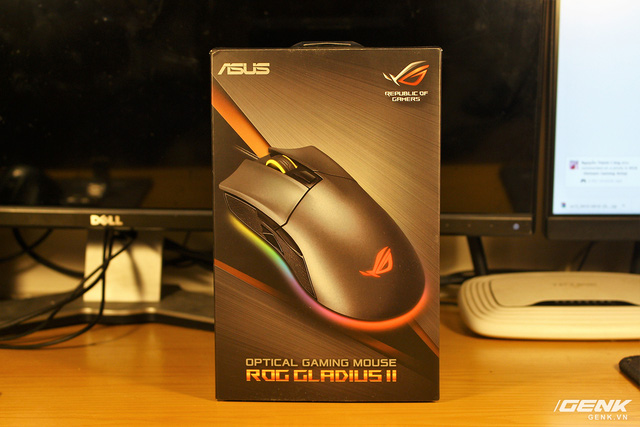 ASUS
REPUBLIC OF
GAMERS
DELL
OPTICAL GAMING MOUSE
ROG GLADIUS II
GENK
GENK.VN